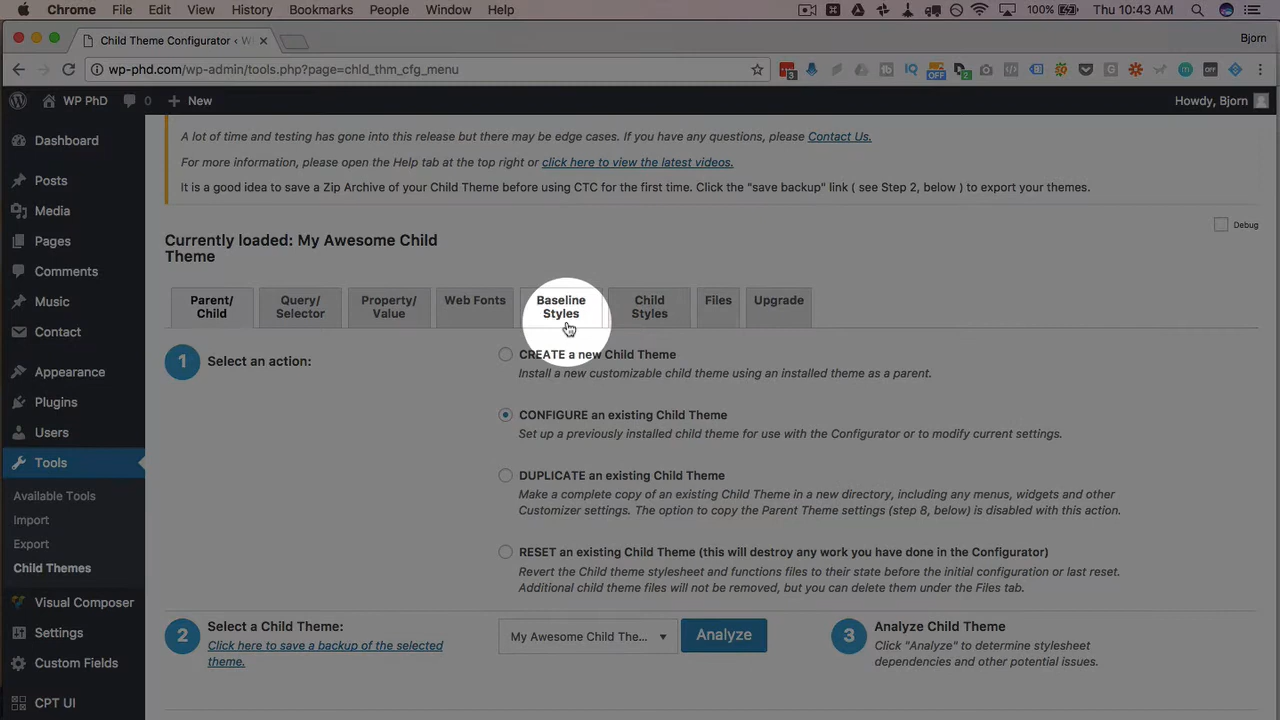 Chrome File Edit View History Bookmarks People Window Help 100% Thu 10:43 AM
Child Theme Configurator ‹ W Bjorn
wp-phd.com/wp-admin/tools.php?page=chld_thm_cfg_menu
3 OFF 2 OFF
WP PhD 0 New Howdy, Bjorn
Dashboard
Posts
Media
Pages
Comments
Music
Contact
Appearance
Plugins
Users
Tools
Available Tools
Import
Export
Child Themes
Visual Composer
Settings
Custom Fields
CPT UI
A lot of time and testing has gone into this release but there may be edge cases. If you have any questions, please Contact Us.
For more information, please open the Help tab at the top right or click here to view the latest videos.
It is a good idea to save a Zip Archive of your Child Theme before using CTC for the first time. Click the "save backup" link ( see Step 2, below ) to export your themes.
Debug
Currently loaded: My Awesome Child
Theme
Parent/
Child
Query/
Selector
Property/
Value
Web Fonts
Baseline
Styles
Child
Styles
Files
Upgrade
1 Select an action:
CREATE a new Child Theme
Install a new customizable child theme using an installed theme as a parent.
CONFIGURE an existing Child Theme
Set up a previously installed child theme for use with the Configurator or to modify current settings.
DUPLICATE an existing Child Theme
Make a complete copy of an existing Child Theme in a new directory, including any menus, widgets and other
Customizer settings. The option to copy the Parent Theme settings (step 8, below) is disabled with this action.
RESET an existing Child Theme (this will destroy any work you have done in the Configurator)
Revert the Child theme stylesheet and functions files to their state before the initial configuration or last reset.
Additional child theme files will not be removed, but you can delete them under the Files tab.
2 Select a Child Theme:
Click here to save a backup of the selected
theme.
My Awesome Child The... Analyze
3 Analyze Child Theme
Click "Analyze" to determine stylesheet
dependencies and other potential issues.